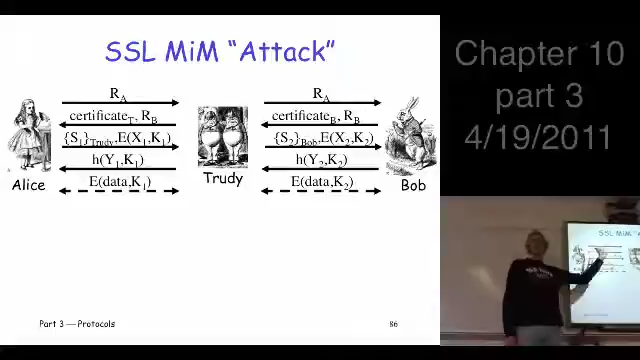 SSL MiM “Attack”
R_A
R_A
certificate_T, R_B
certificate_B, R_B
{S_1}_Trudy,E(X_1,K_1)
{S_2}_Bob,E(X_2,K_2)
h(Y_1,K_1)
h(Y_2,K_2)
E(data,K_1)
E(data,K_2)
Alice
Trudy
Bob
Part 3 — Protocols
86
Chapter 10
part 3
4/19/2011
SSL MiM “A